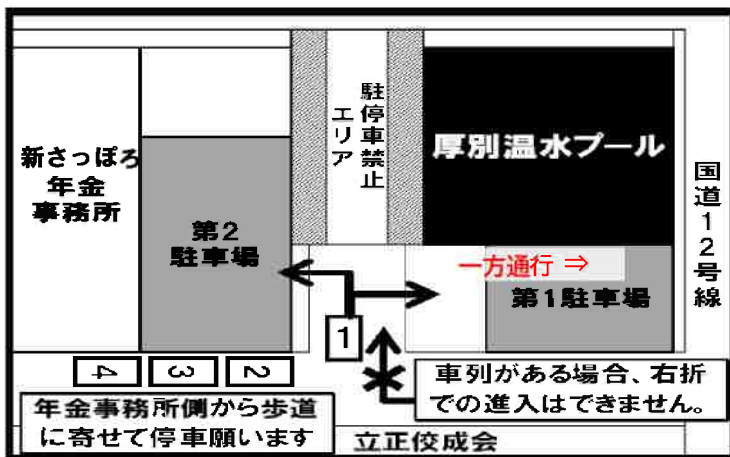 新さっぽろ
年金
事務所
第2
駐車場
駐停車禁止
エリア
厚別温水プール
国道12号線
一方通行 ⇒
第1駐車場
1
4
3
2
年金事務所側から歩道
に寄せて停車願います
車列がある場合、右折
での進入はできません。
立正佼成会